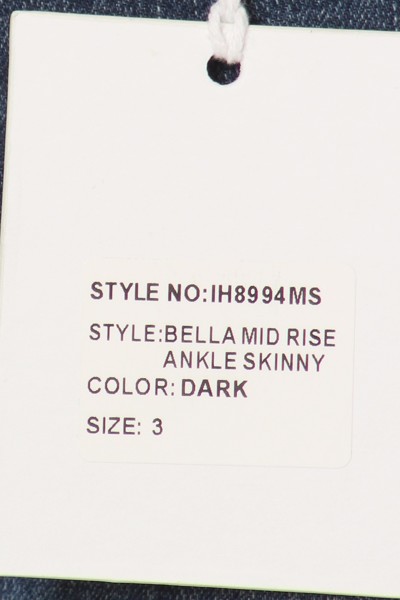 STYLE NO:IH8994MS
STYLE:BELLA MID RISE
ANKLE SKINNY
COLOR: DARK
SIZE: 3